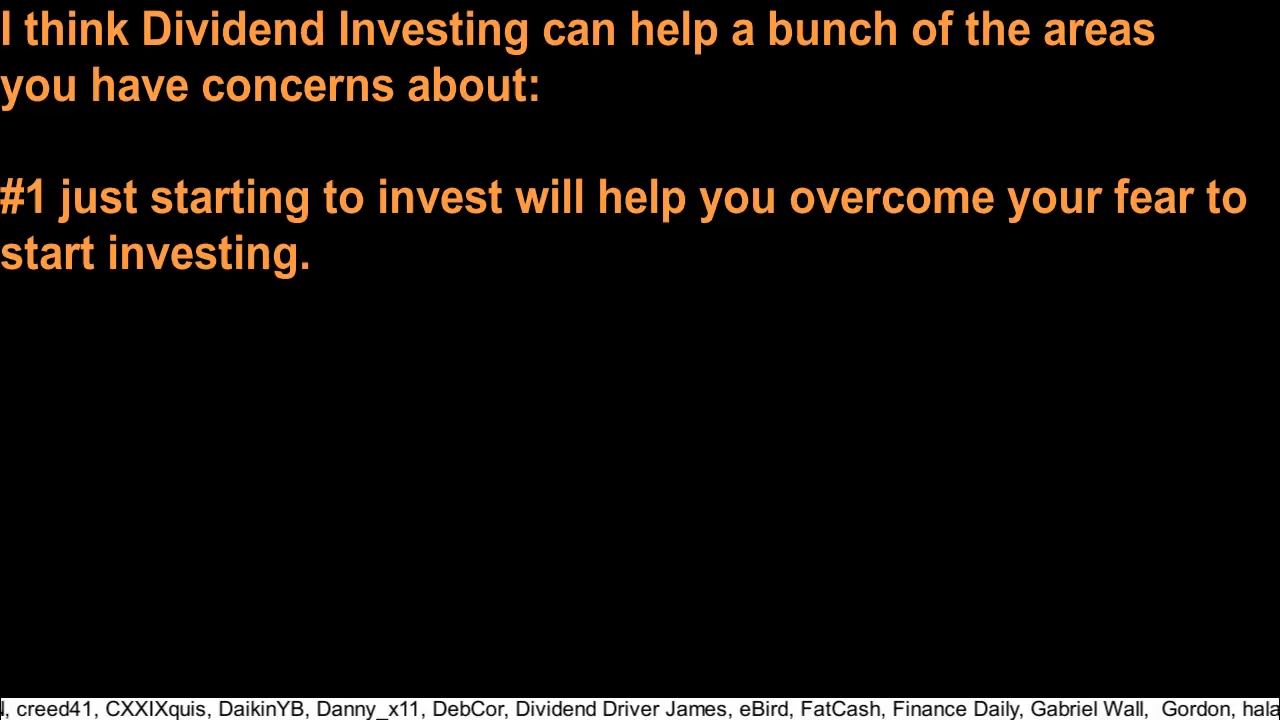 I think Dividend Investing can help a bunch of the areas
you have concerns about:
#1 just starting to invest will help you overcome your fear to
start investing.
, creed41, CXXIXquis, DaikinYB, Danny_x11, DebCor, Dividend Driver James, eBird, FatCash, Finance Daily, Gabriel Wall,  Gordon,